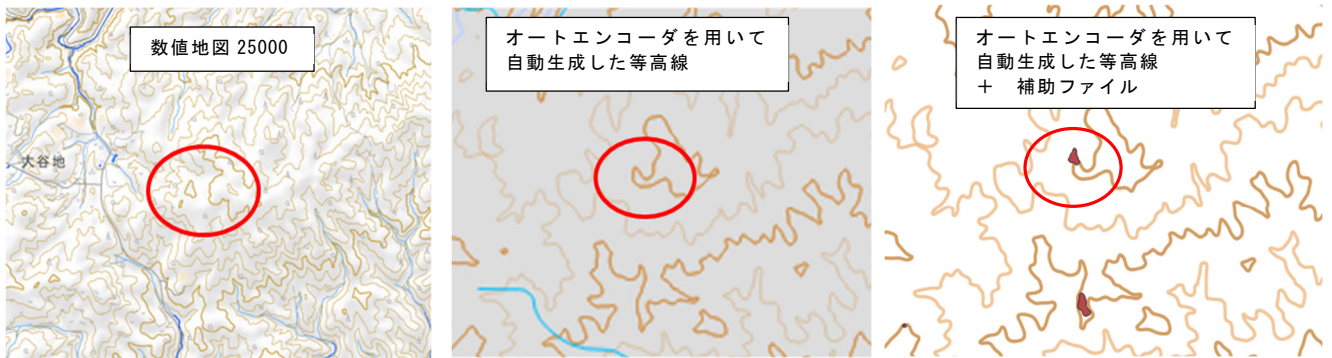 数値地図 25000
大谷地
オートエンコーダを用いて
自動生成した等高線
オートエンコーダを用いて
自動生成した等高線
+ 補助ファイル